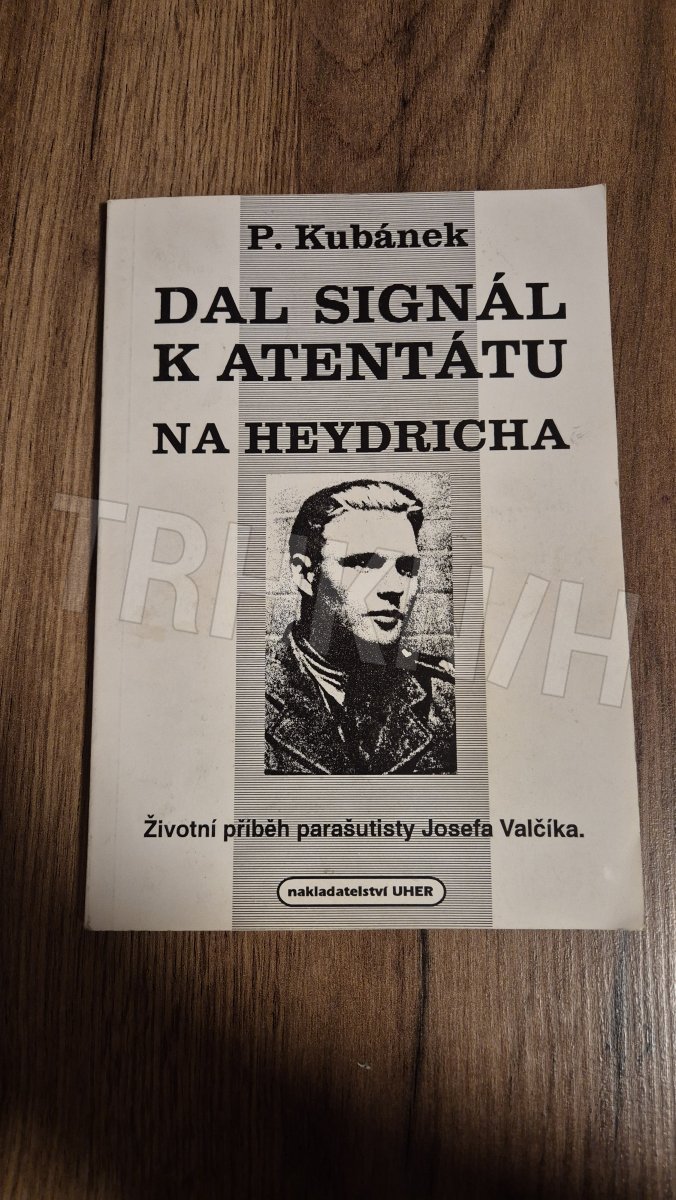 P. Kubánek
DAL SIGNÁL
K ATENTÁTU
NA HEYDRICHA
Životní příběh parašutisty Josefa Valčíka.
nakladatelství UHER